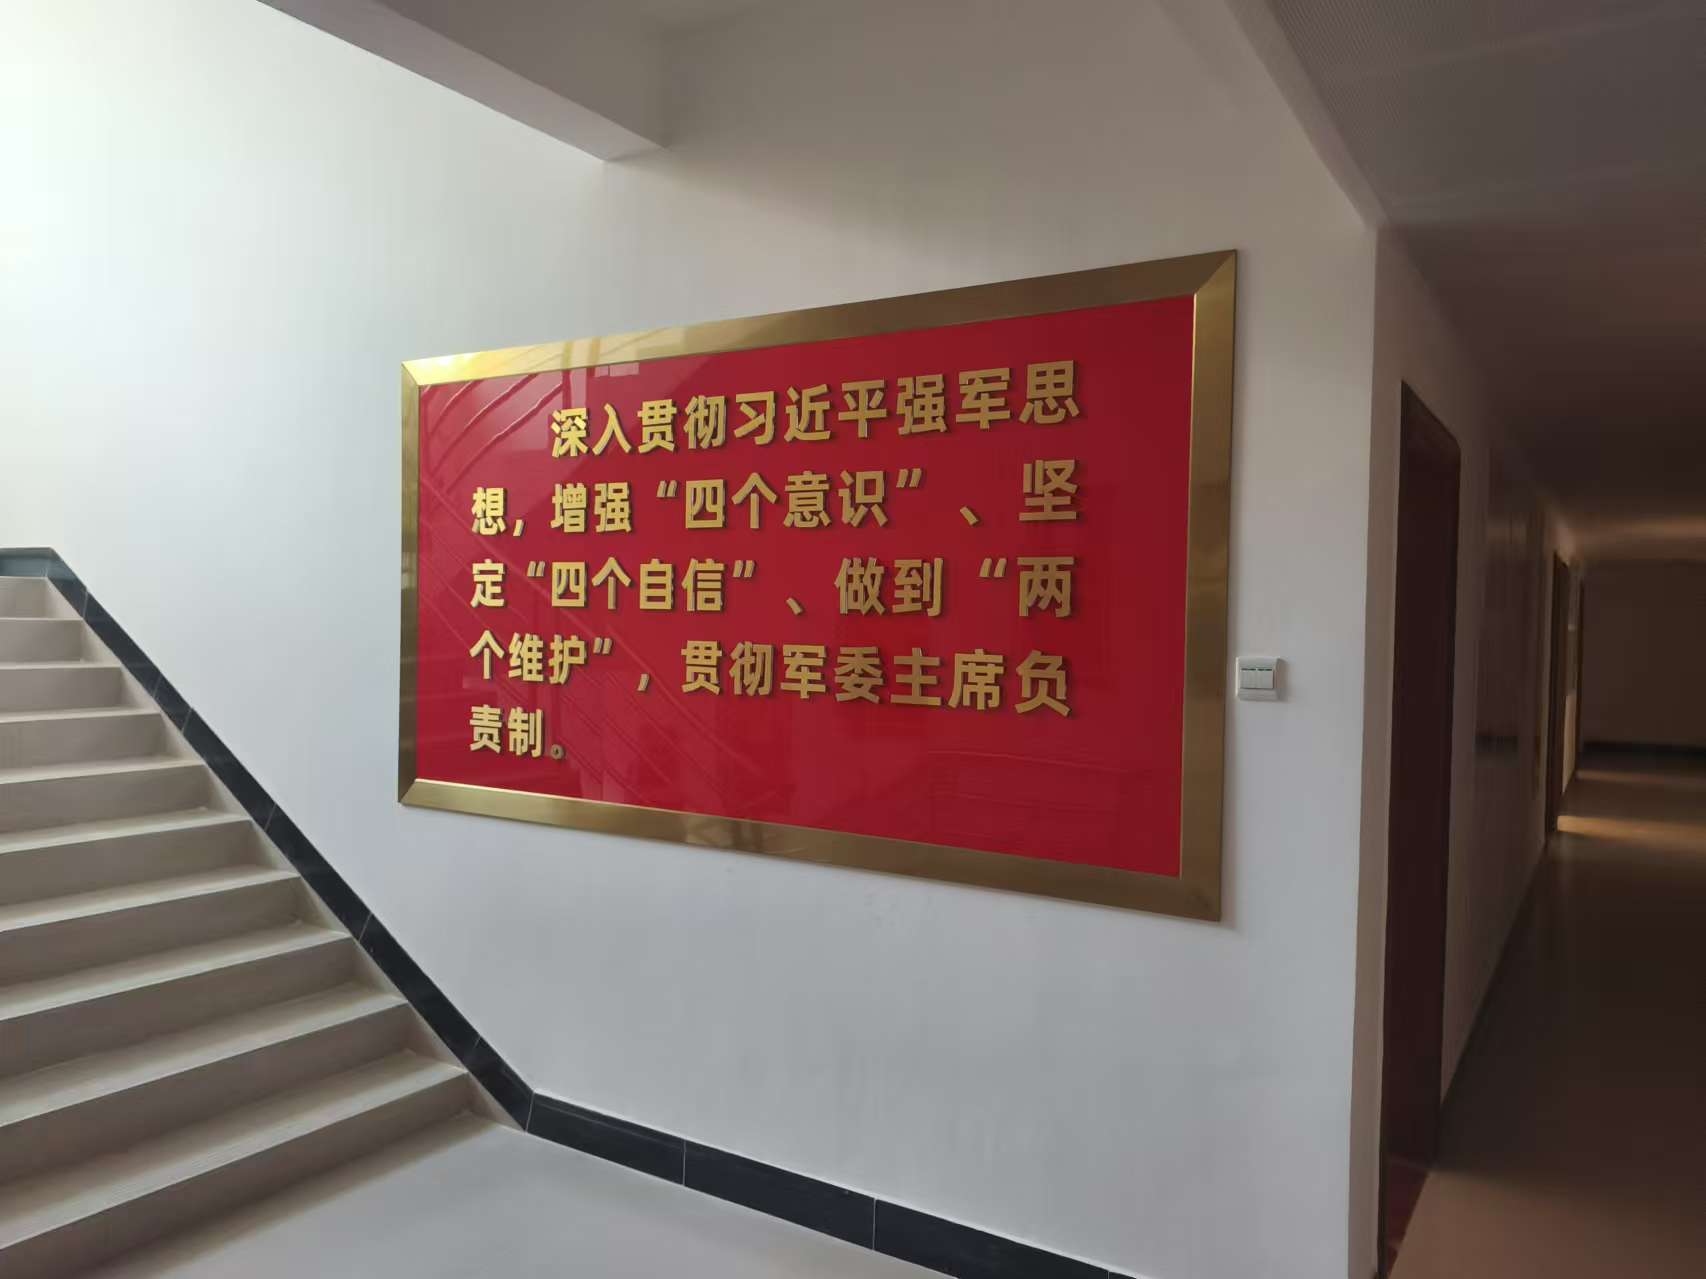 深入贯彻习近平强军思
想，增强“四个意识”、坚
定“四个自信”、做到“两
个维护”，贯彻军委主席负
责制。